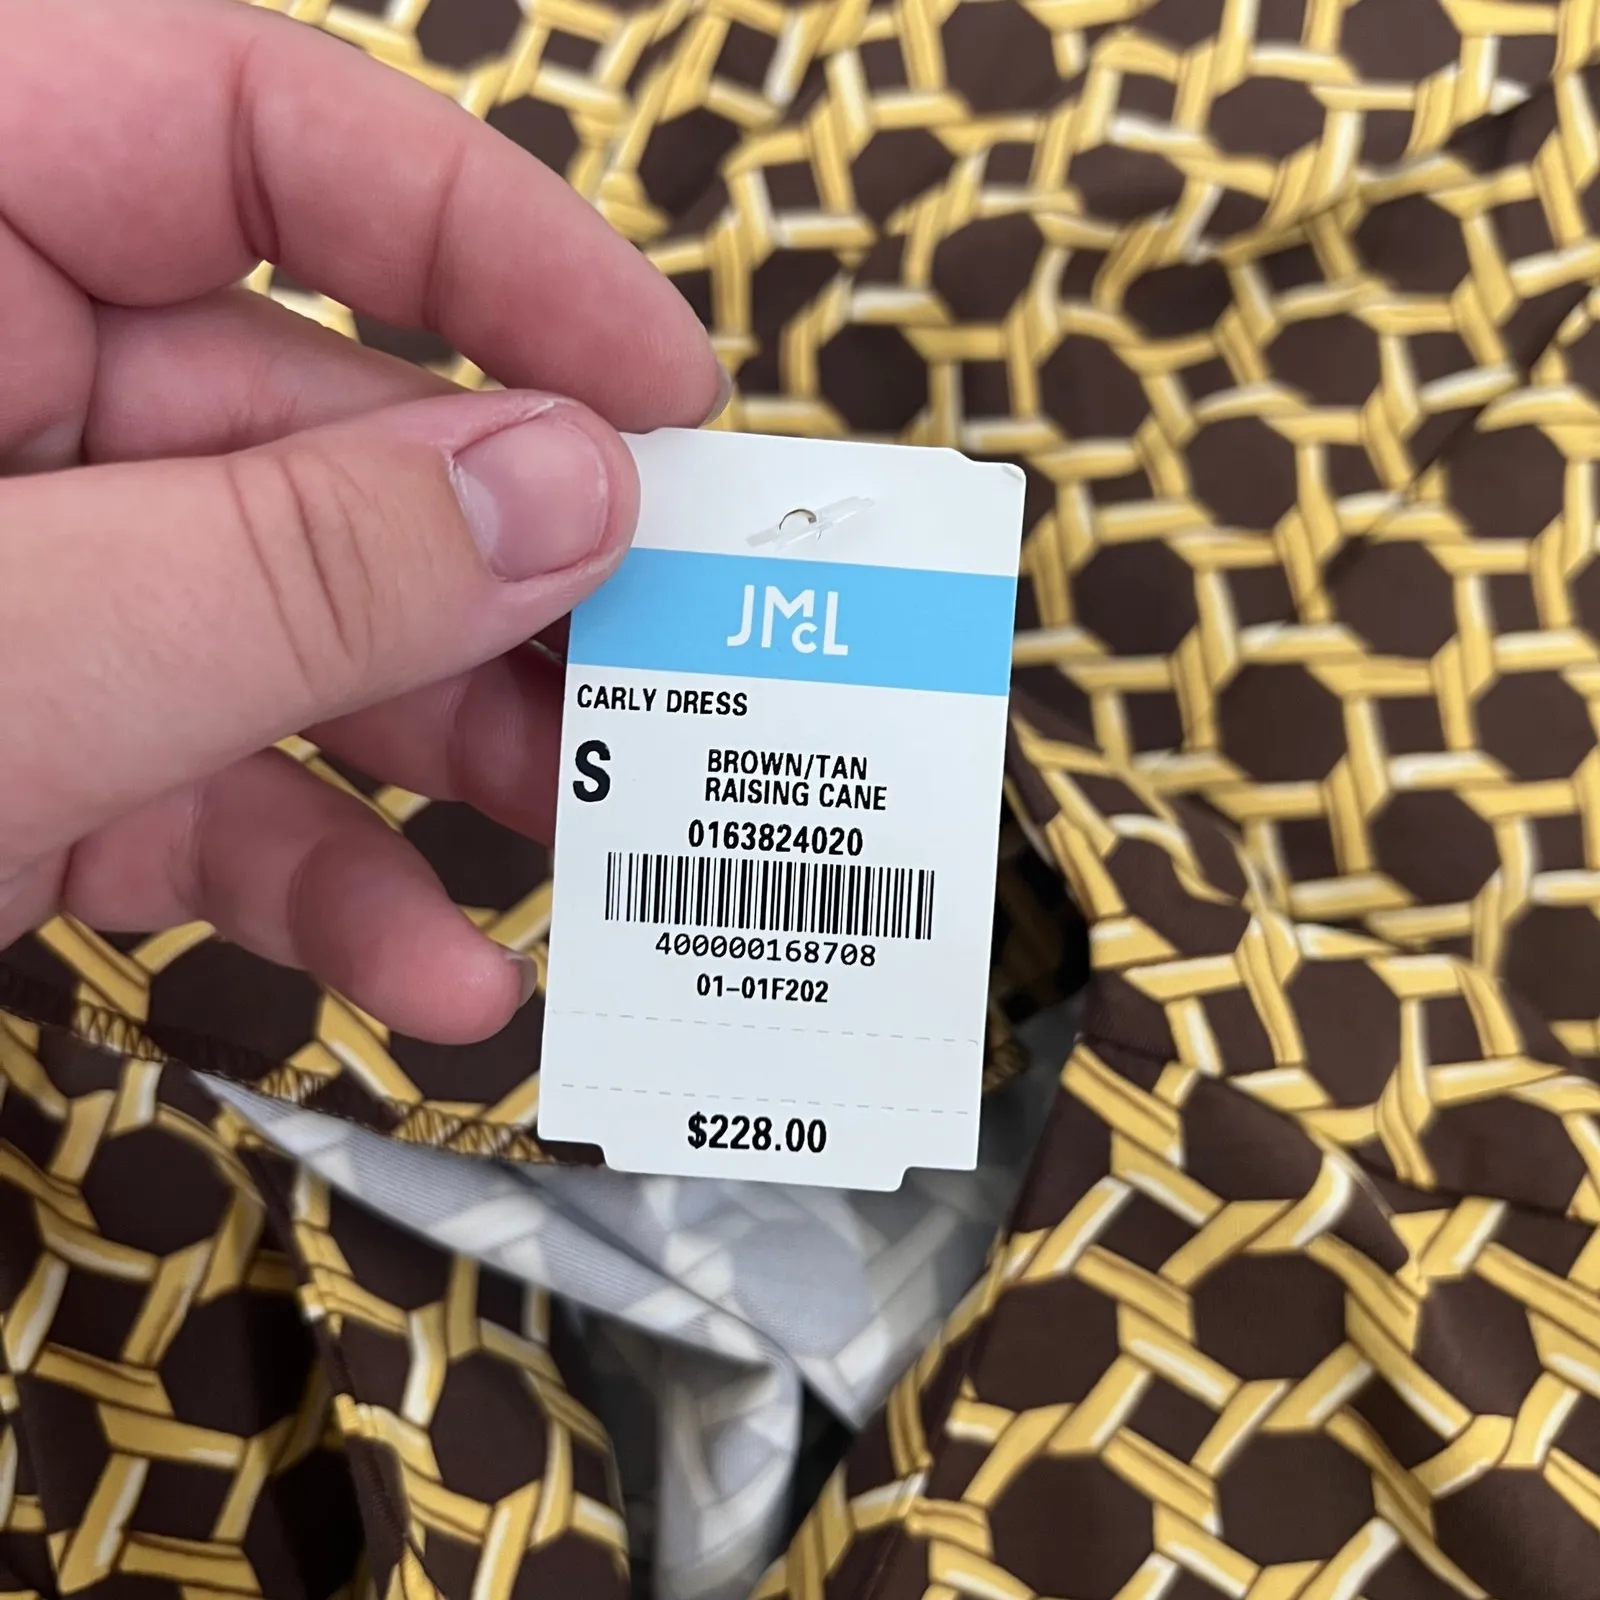 JMcL
CARLY DRESS
S
BROWN/TAN
RAISING CANE
0163824020
400000168708
01-01F202
$228.00